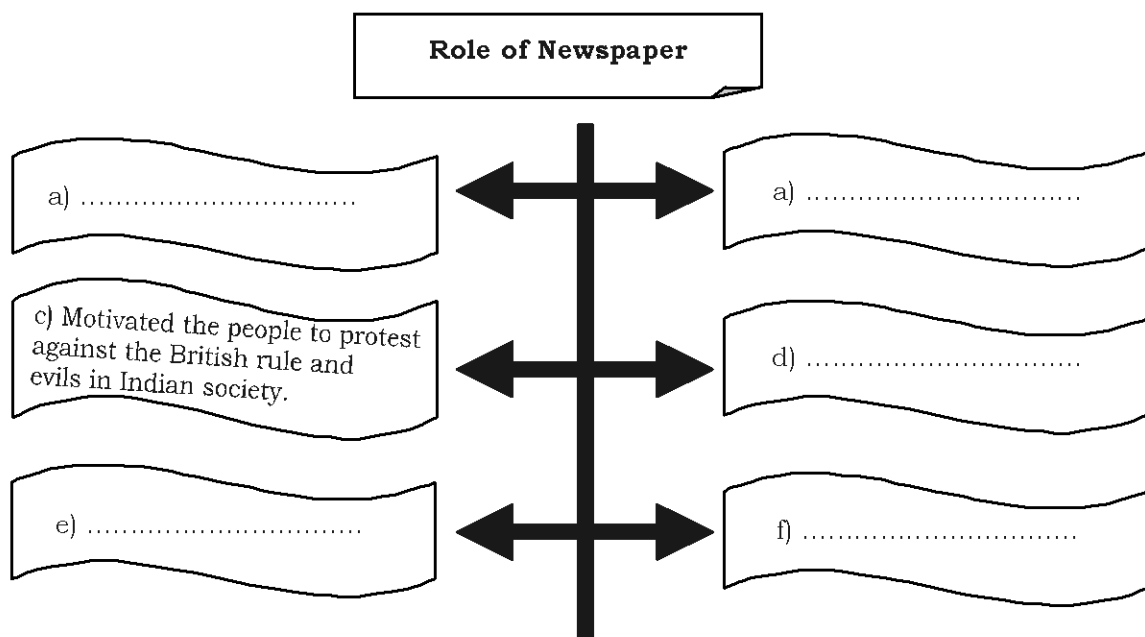 Role of Newspaper
a) ................................
a) ................................
c) Motivated the people to protest
against the British rule and
evils in Indian society.
d) ................................
e) ................................
f) ................................